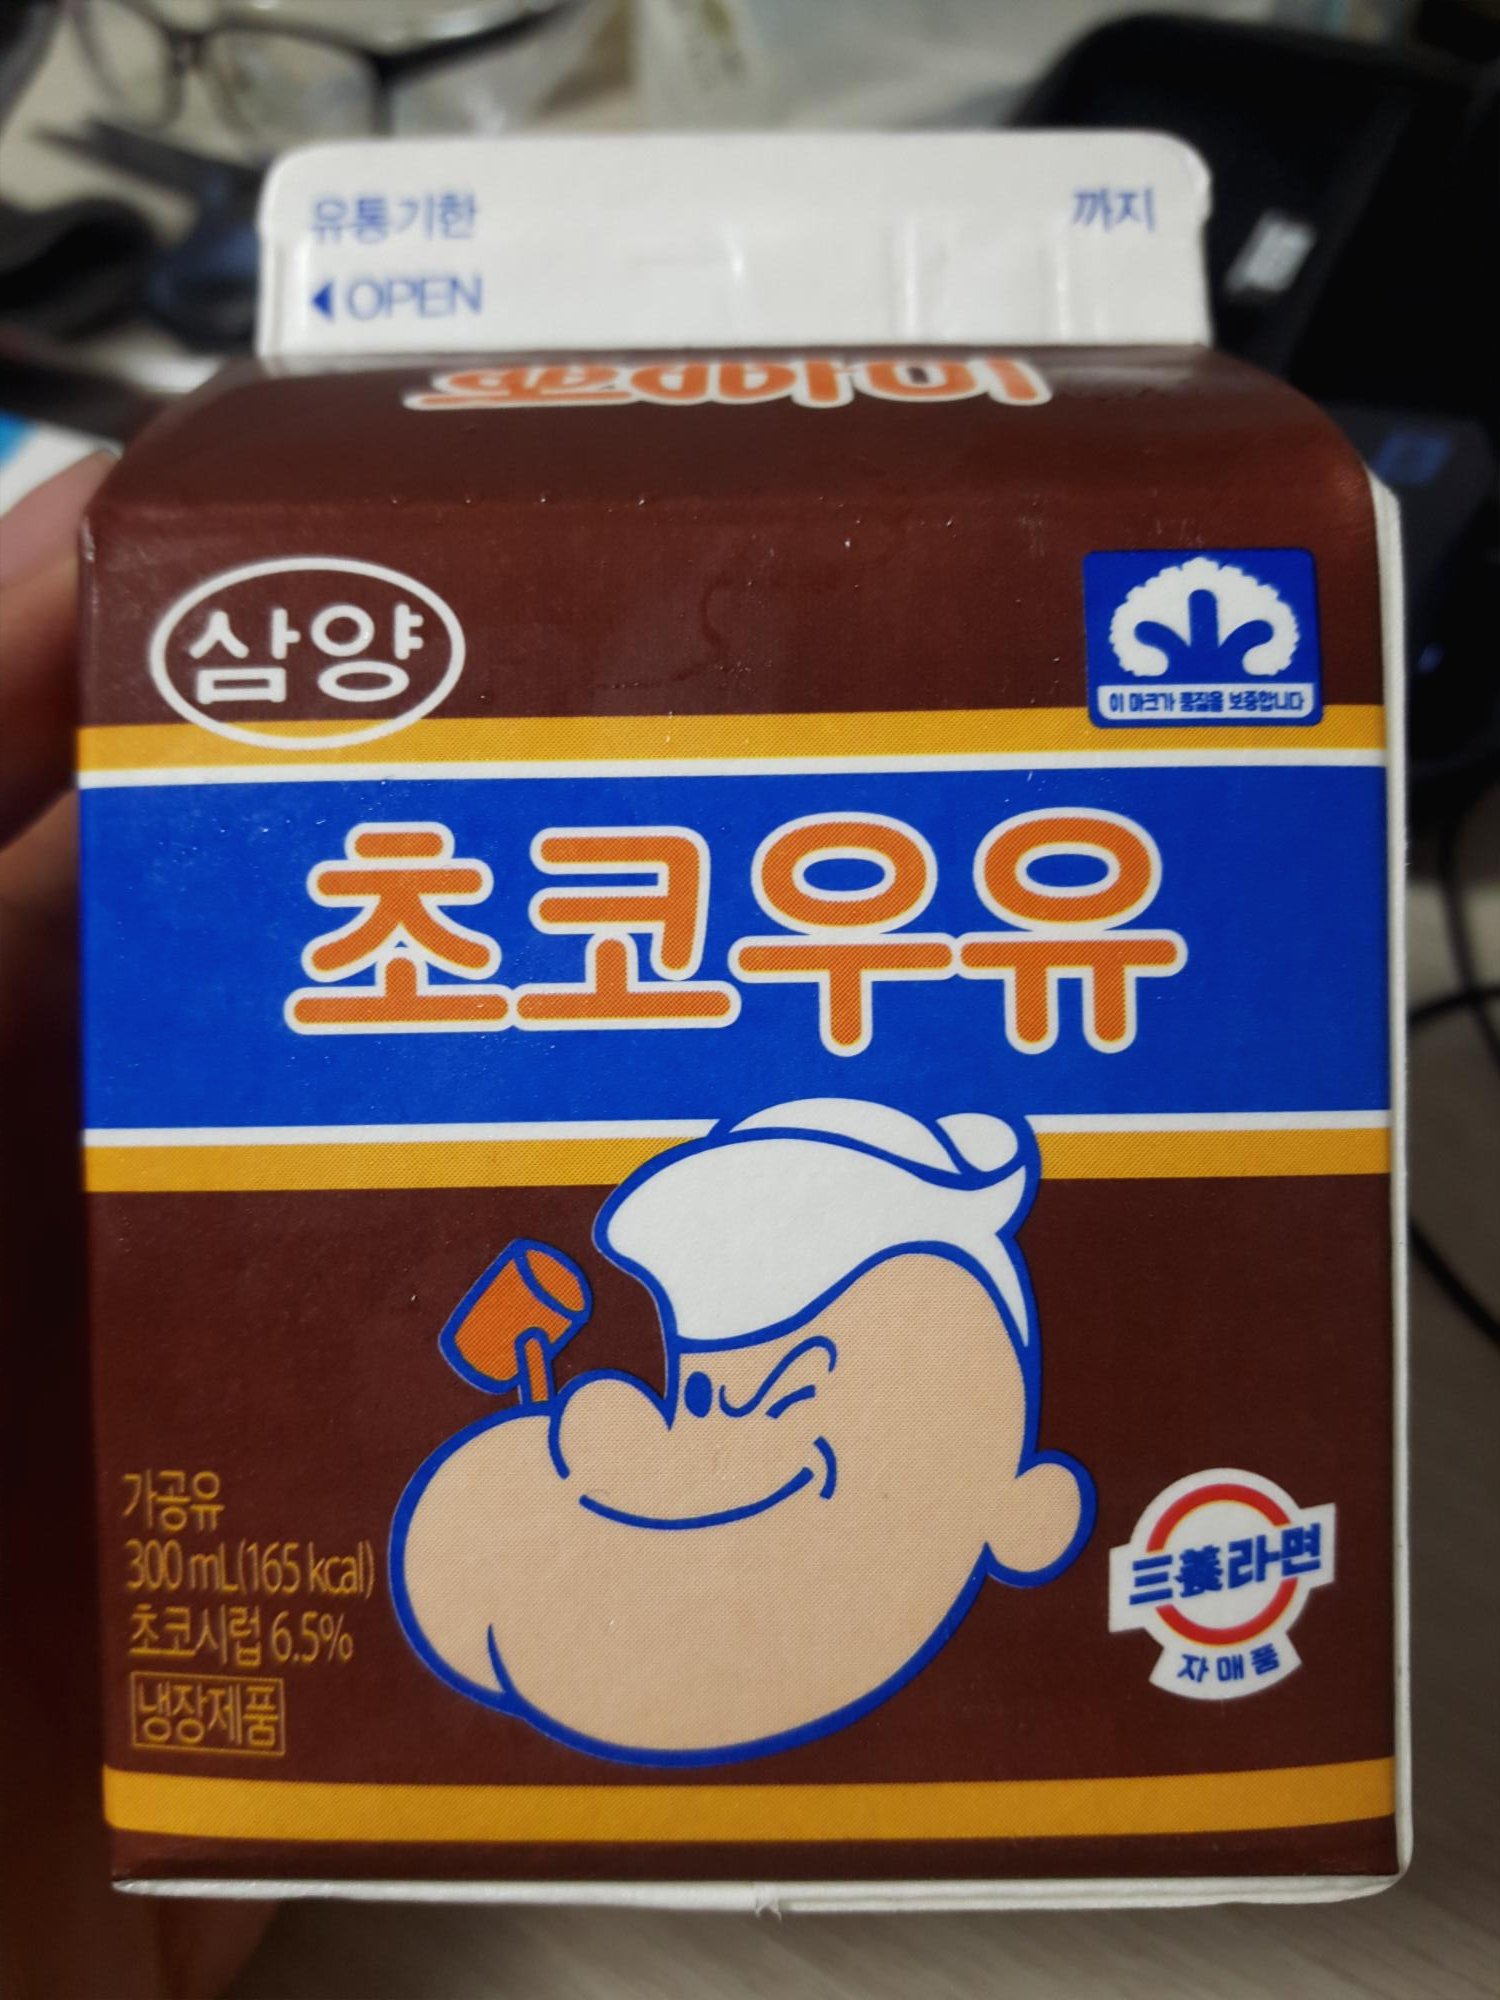 유통기한 까지
◀OPEN
삼양
이 마크가 품질을 보증합니다
초코우유
가공유
300 mL(165 kcal)
초코시럽 6.5%
냉장제품
三養라면
자매품